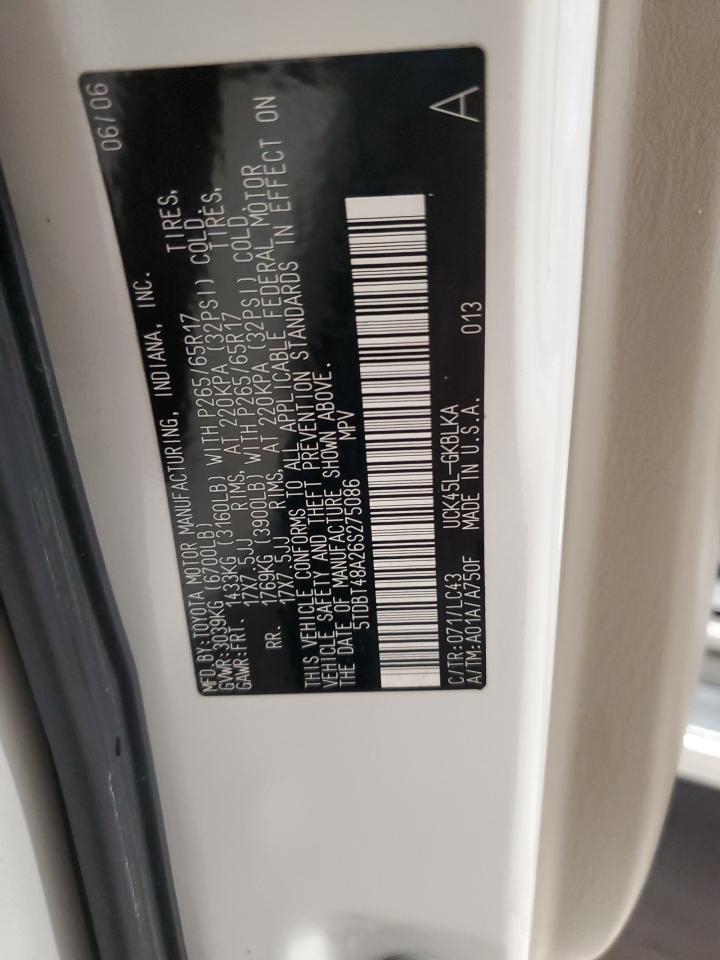 MFD.BY:TOYOTA MOTOR MANUFACTURING, INDIANA, INC. 06/06
GVWR:3039KG (6700LB)
GAWR:FRT. 1433KG (3160LB) WITH P265/65R17 TIRES,
17X7.5JJ RIMS, AT 220KPA (32PSI) COLD.
RR. 1769KG (3900LB) WITH P265/65R17 TIRES,
17X7.5JJ RIMS, AT 220KPA (32PSI) COLD.
THIS VEHICLE CONFORMS TO ALL APPLICABLE FEDERAL MOTOR
VEHICLE SAFETY AND THEFT PREVENTION STANDARDS IN EFFECT ON
THE DATE OF MANUFACTURE SHOWN ABOVE.
5TDBT48A26S275086 MPV
C/TR:071/LC43 UCK45L-GKBLKA
A/TM:A01A/A750F MADE IN U.S.A. 013 A